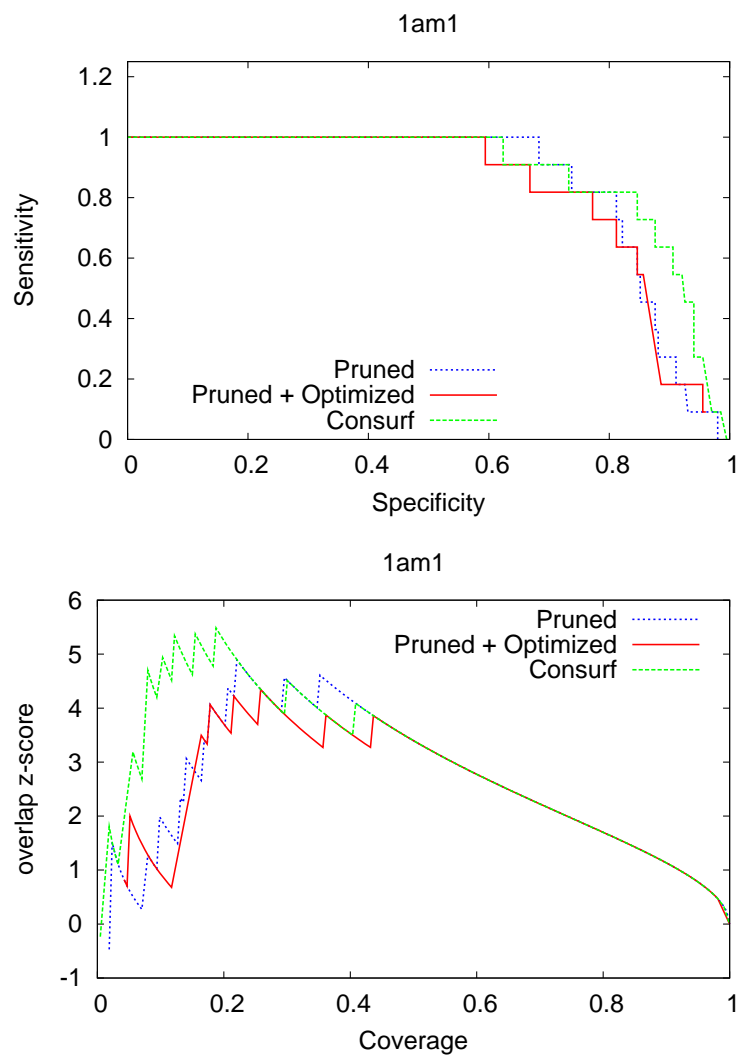 1am1
1.2
1
0.8
0.6
0.4
0.2
0
Sensitivity
Pruned
Pruned + Optimized
Consurf
0 0.2 0.4 0.6 0.8 1
Specificity
1am1
6
5
4
3
2
1
0
-1
overlap z-score
Pruned
Pruned + Optimized
Consurf
0 0.2 0.4 0.6 0.8 1
Coverage